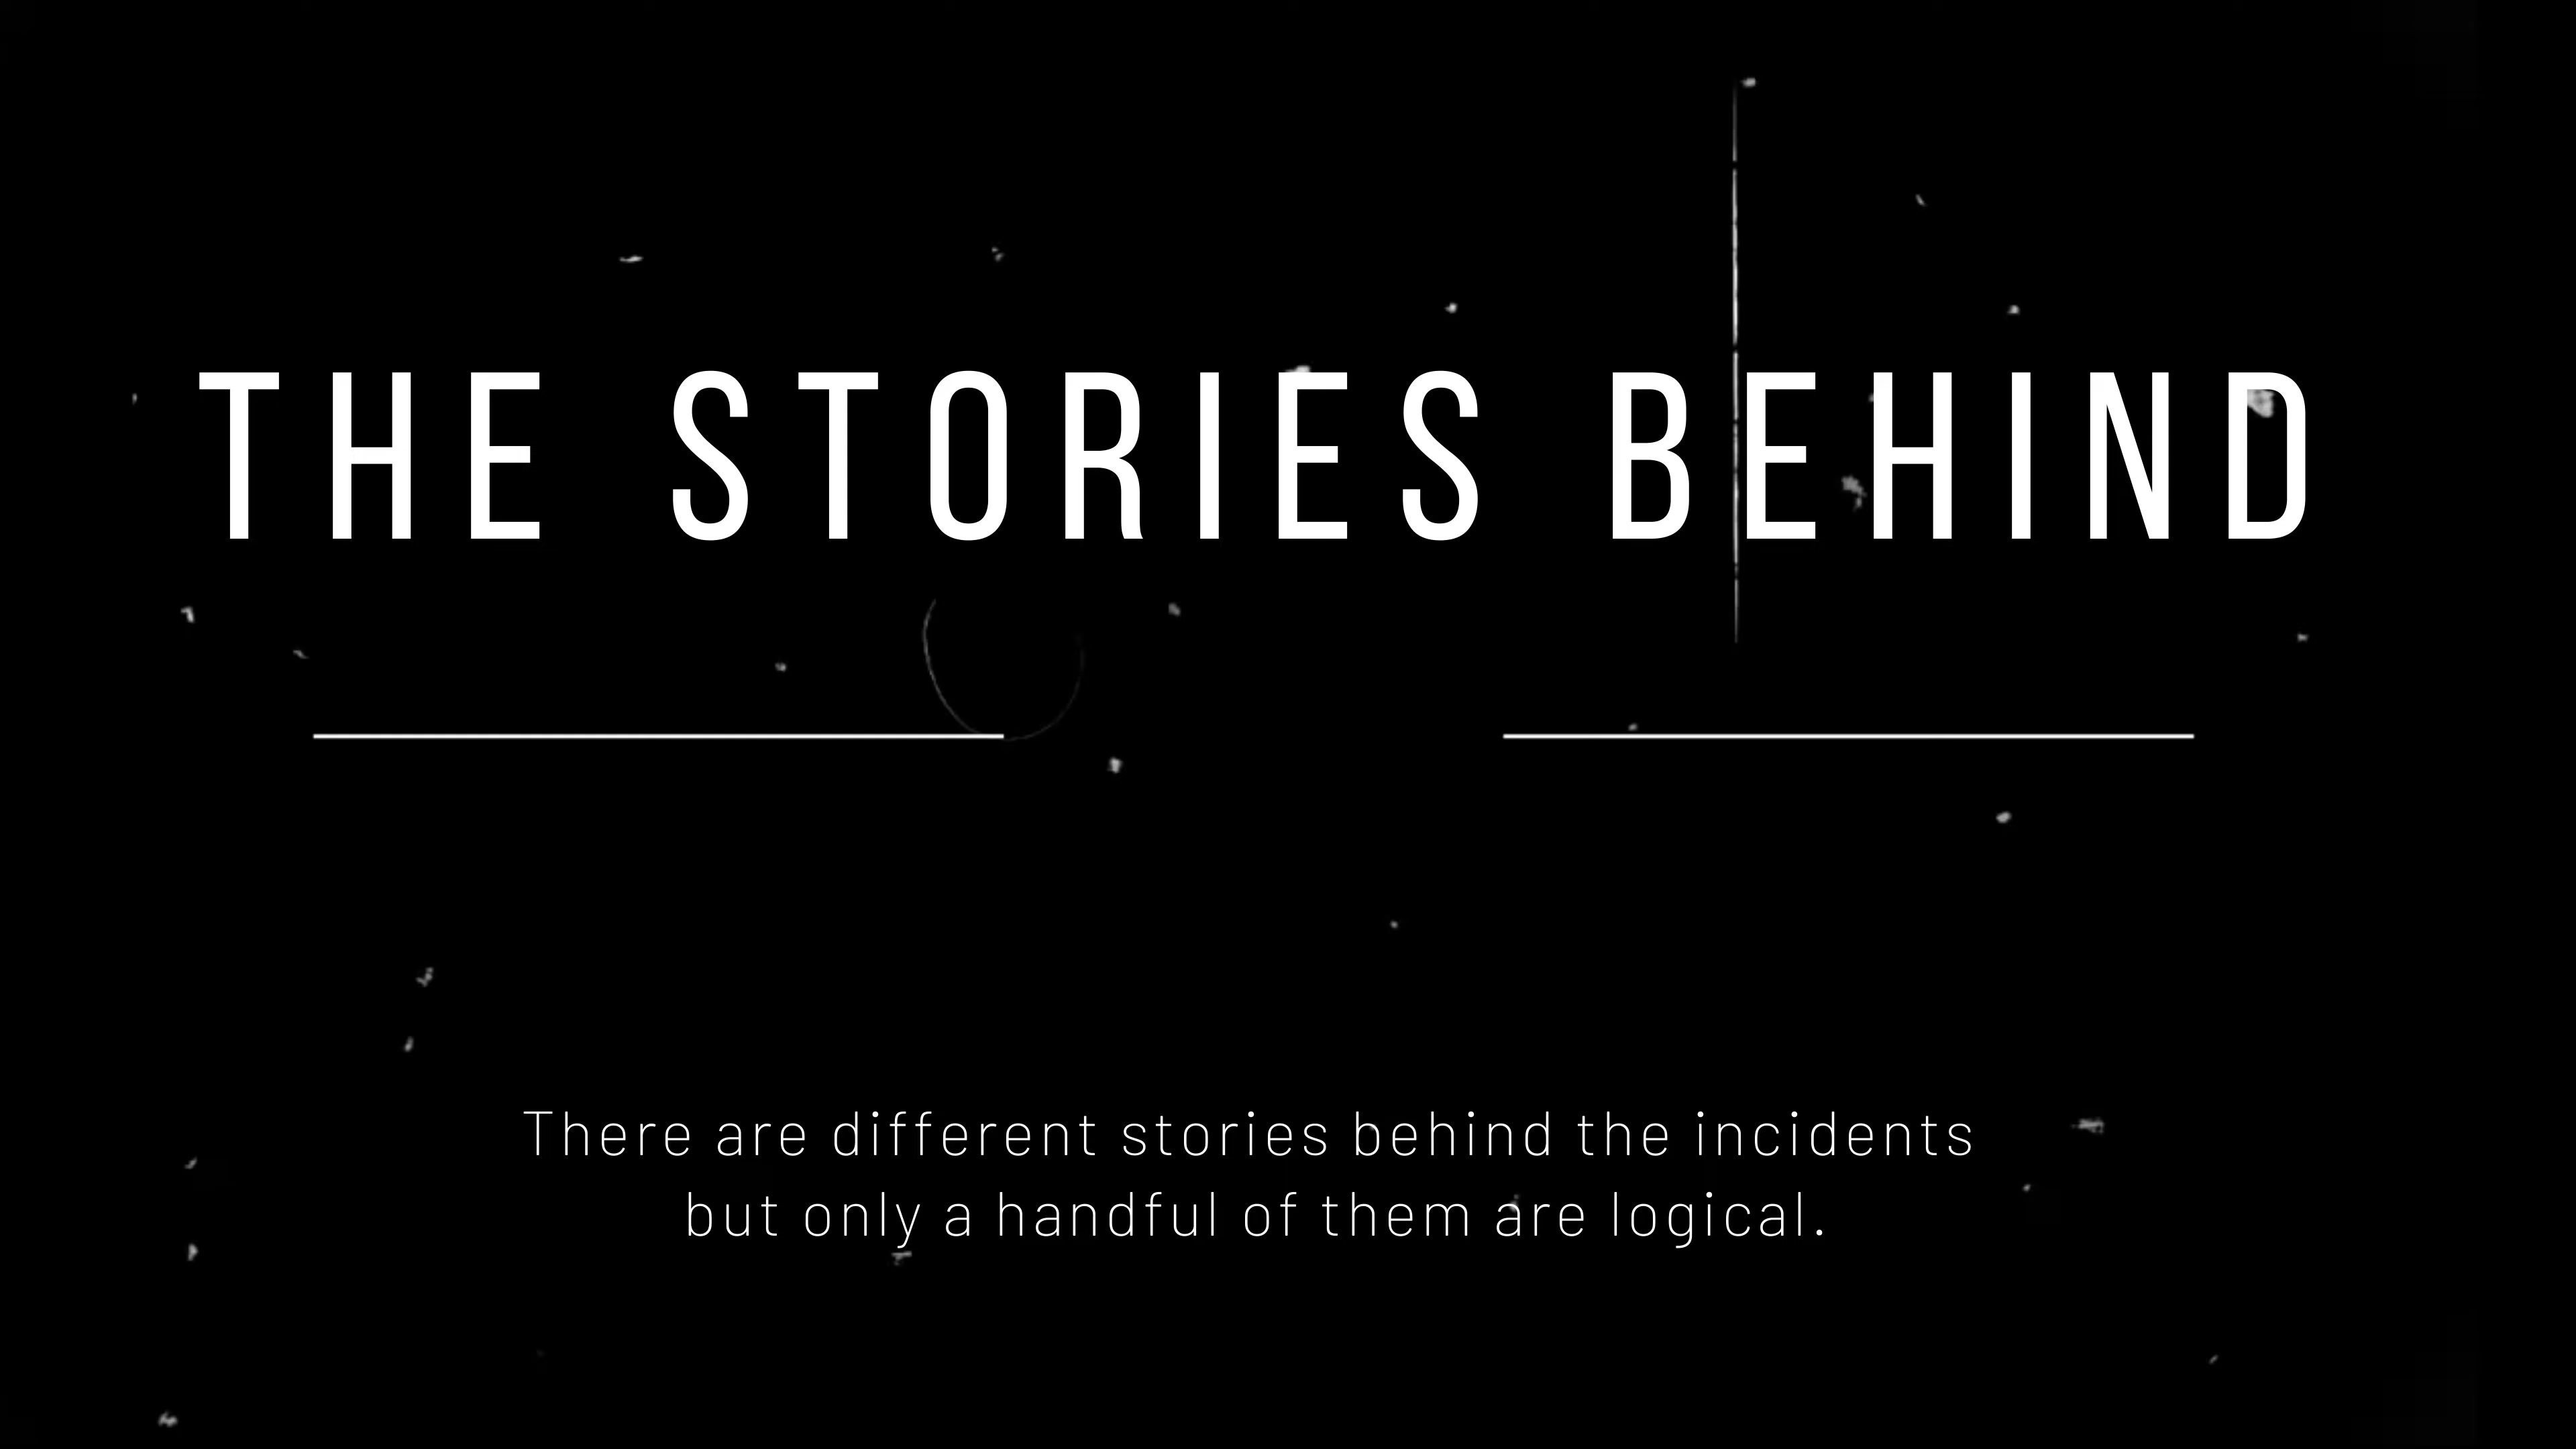 THE STORIES BEHIND
There are different stories behind the incidents
but only a handful of them are logical.